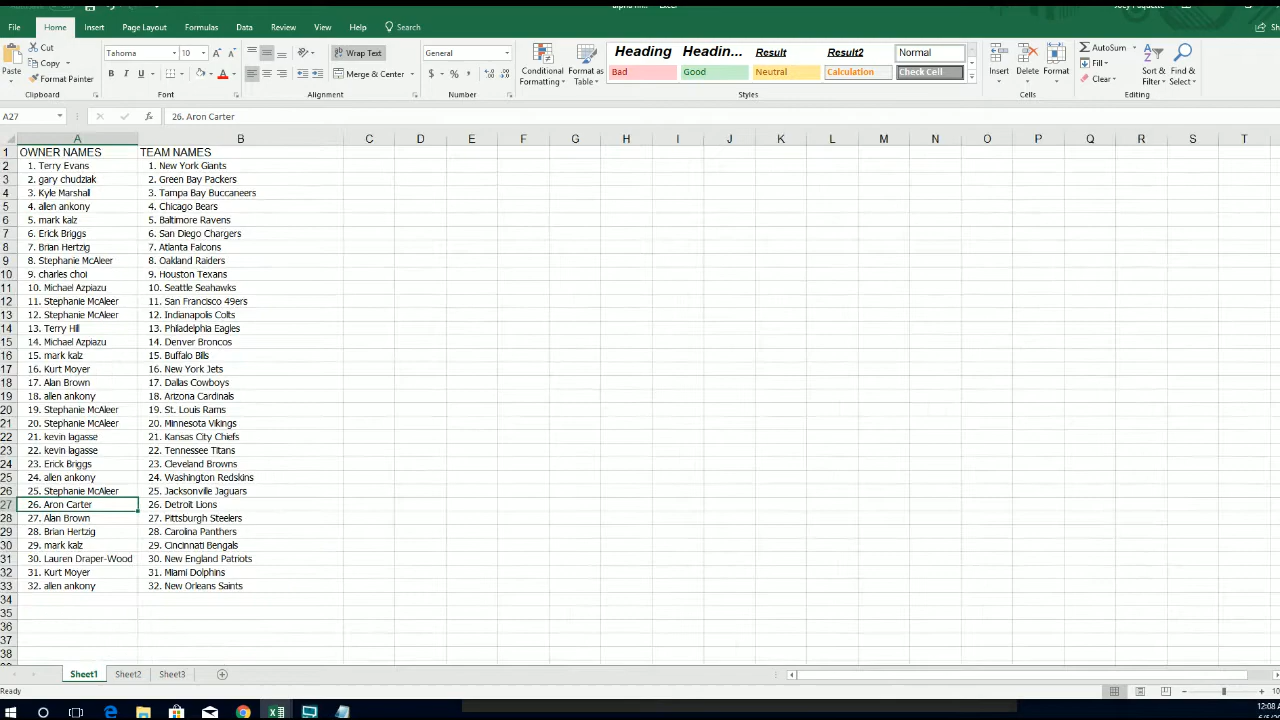 File Home Insert Page Layout Formulas Data Review View Help Search
Cut
Copy
Format Painter
Paste
Clipboard
Tahoma 10
Font
Wrap Text
Merge & Center
Alignment
General
Number
Conditional Formatting
Format as Table
Heading Headin... Result Result2 Normal
Bad Good Neutral Calculation Check Cell
Styles
Insert Delete Format
Cells
AutoSum
Fill
Clear
Sort & Filter
Find & Select
Editing
A27 26. Aron Carter
A B C D E F G H I J K L M N O P Q R S T
1 OWNER NAMES TEAM NAMES
2 1. Terry Evans 1. New York Giants
3 2. gary chudziak 2. Green Bay Packers
4 3. Kyle Marshall 3. Tampa Bay Buccaneers
5 4. allen ankony 4. Chicago Bears
6 5. mark kalz 5. Baltimore Ravens
7 6. Erick Briggs 6. San Diego Chargers
8 7. Brian Hertzig 7. Atlanta Falcons
9 8. Stephanie McAleer 8. Oakland Raiders
10 9. charles choi 9. Houston Texans
11 10. Michael Azpiazu 10. Seattle Seahawks
12 11. Stephanie McAleer 11. San Francisco 49ers
13 12. Stephanie McAleer 12. Indianapolis Colts
14 13. Terry Hill 13. Philadelphia Eagles
15 14. Michael Azpiazu 14. Denver Broncos
16 15. mark kalz 15. Buffalo Bills
17 16. Kurt Moyer 16. New York Jets
18 17. Alan Brown 17. Dallas Cowboys
19 18. allen ankony 18. Arizona Cardinals
20 19. Stephanie McAleer 19. St. Louis Rams
21 20. Stephanie McAleer 20. Minnesota Vikings
22 21. kevin lagasse 21. Kansas City Chiefs
23 22. kevin lagasse 22. Tennessee Titans
24 23. Erick Briggs 23. Cleveland Browns
25 24. allen ankony 24. Washington Redskins
26 25. Stephanie McAleer 25. Jacksonville Jaguars
27 26. Aron Carter 26. Detroit Lions
28 27. Alan Brown 27. Pittsburgh Steelers
29 28. Brian Hertzig 28. Carolina Panthers
30 29. mark kalz 29. Cincinnati Bengals
31 30. Lauren Draper-Wood 30. New England Patriots
32 31. Kurt Moyer 31. Miami Dolphins
33 32. allen ankony 32. New Orleans Saints
34
35
36
37
38
Sheet1 Sheet2 Sheet3
Ready
12:08